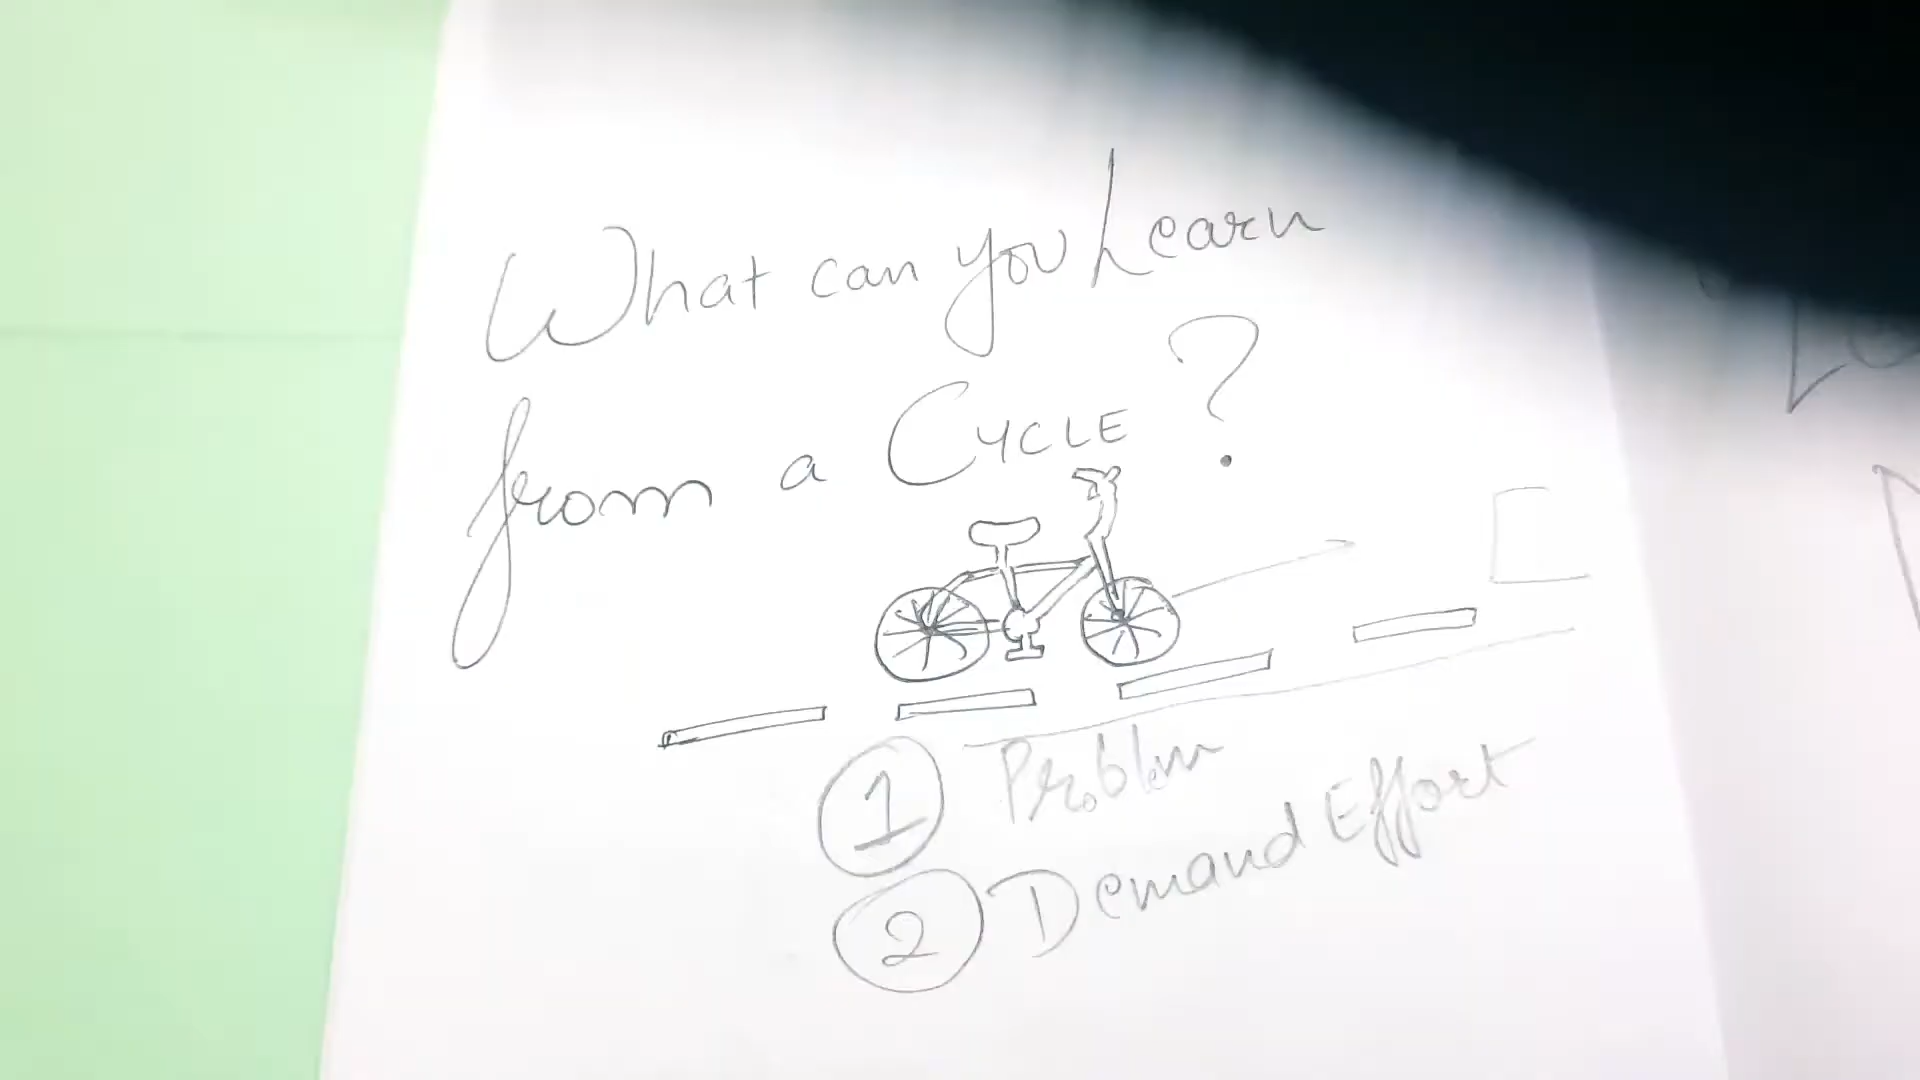 What can you Learn
from a CYCLE ?
1 Problem
2 Demand Effort